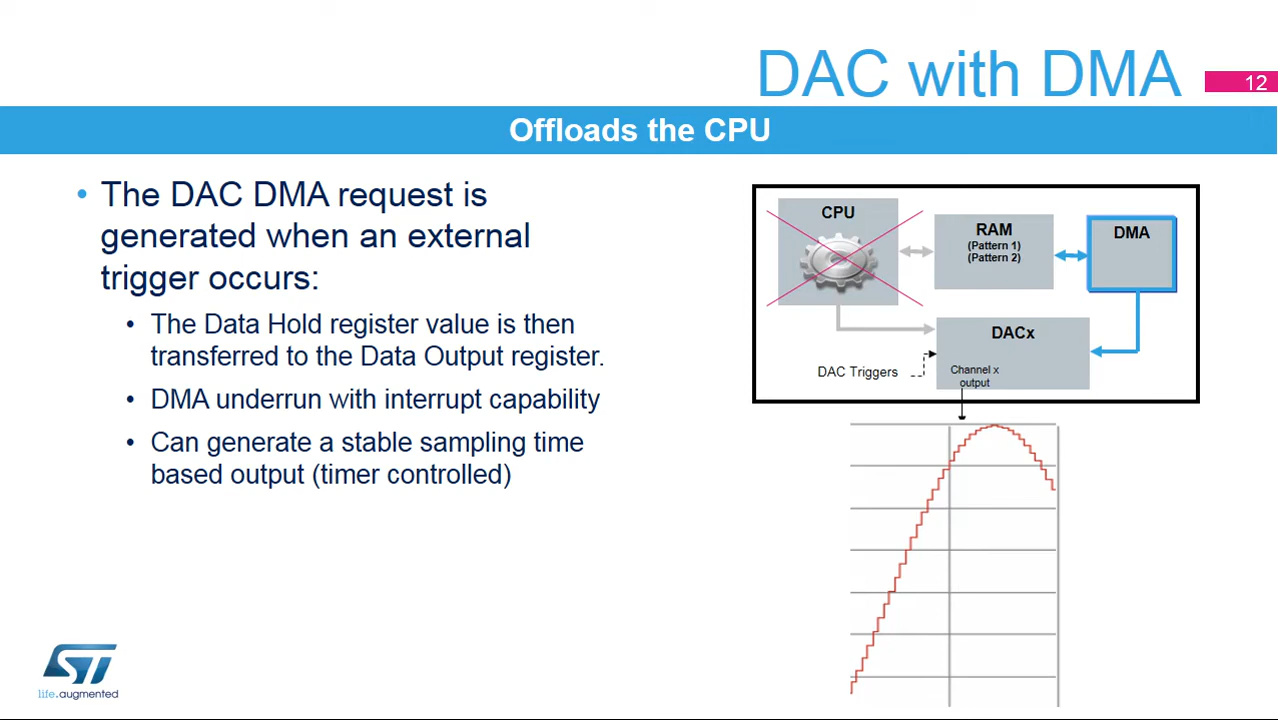 DAC with DMA
12
Offloads the CPU
• The DAC DMA request is
generated when an external
trigger occurs:
• The Data Hold register value is then
transferred to the Data Output register.
• DMA underrun with interrupt capability
• Can generate a stable sampling time
based output (timer controlled)
CPU
RAM
(Pattern 1)
(Pattern 2)
DMA
DACx
DAC Triggers
Channel x
output
ST
life.augmented